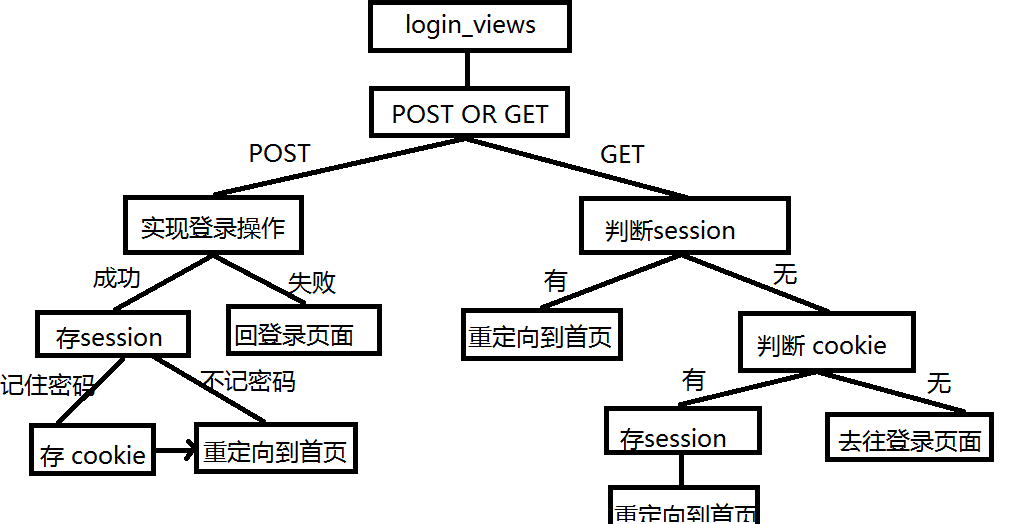 login_views
POST OR GET
POST
GET
实现登录操作
判断session
成功
失败
有
无
存session
回登录页面
重定向到首页
判断 cookie
记住密码
不记密码
有
无
存 cookie
重定向到首页
存session
去往登录页面
重定向到首页